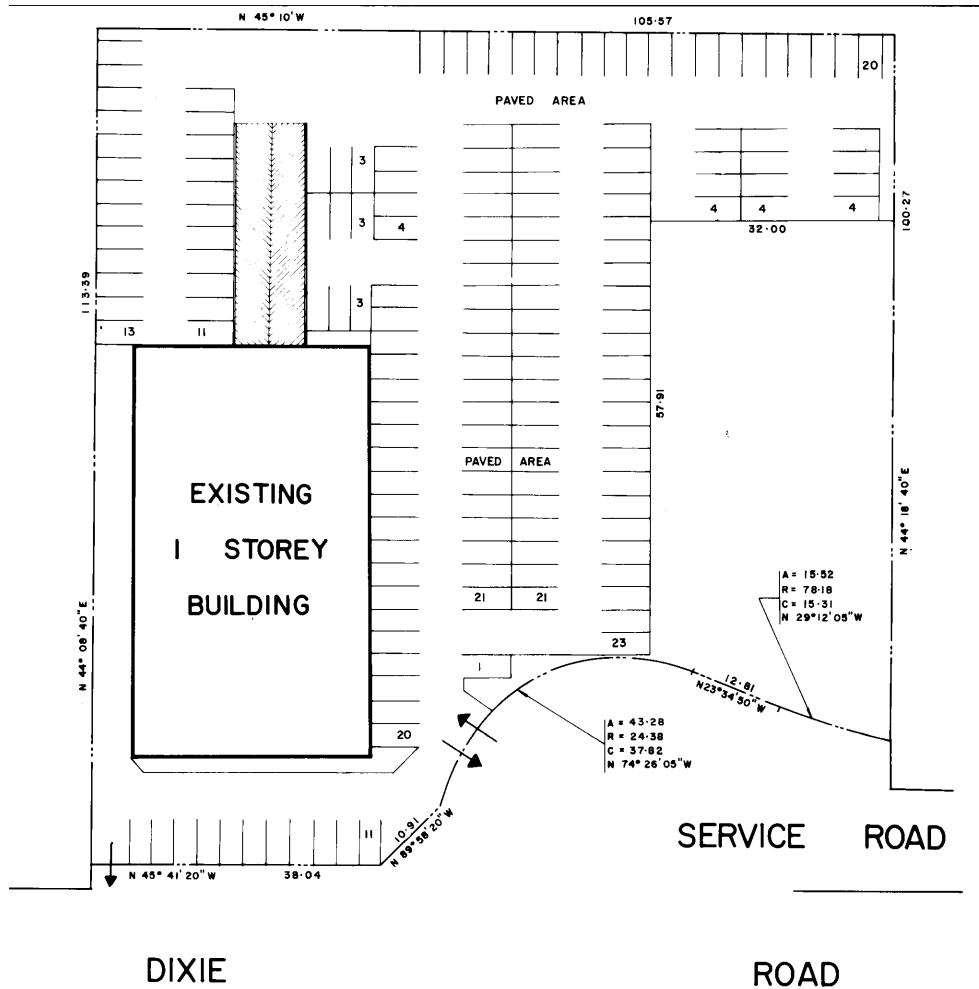 N 45° 10' W
105·57
20
PAVED AREA
3
3
4
4 4 4
32·00
100·27
113·39
3
13 11
57·91
EXISTING
1 STOREY
BUILDING
PAVED AREA
N 44° 18' 40" E
A = 15·52
R = 78·18
C = 15·31
N 29° 12' 05" W
21 21
N 44° 08' 40" E
23
1
12·81
N 23° 34' 50" W
20
A = 43·28
R = 24·38
C = 37·82
N 74° 26' 05" W
11
10·91
N 89° 58' 20" W
SERVICE ROAD
N 45° 41' 20" W
38·04
DIXIE ROAD